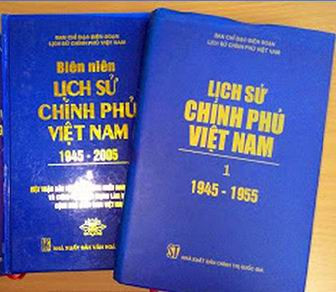 BAN CHỈ ĐẠO BIÊN SOẠN
LỊCH SỬ CHÍNH PHỦ VIỆT NAM
Biên niên
LỊCH SỬ
CHÍNH PHỦ
VIỆT NAM
1945 - 2005
NHÀ XUẤT BẢN VĂN HOÁ
BAN CHỈ ĐẠO BIÊN SOẠN
LỊCH SỬ CHÍNH PHỦ VIỆT NAM
LỊCH SỬ
CHÍNH PHỦ
VIỆT NAM
1
1945 - 1955
NHÀ XUẤT BẢN CHÍNH TRỊ QUỐC GIA